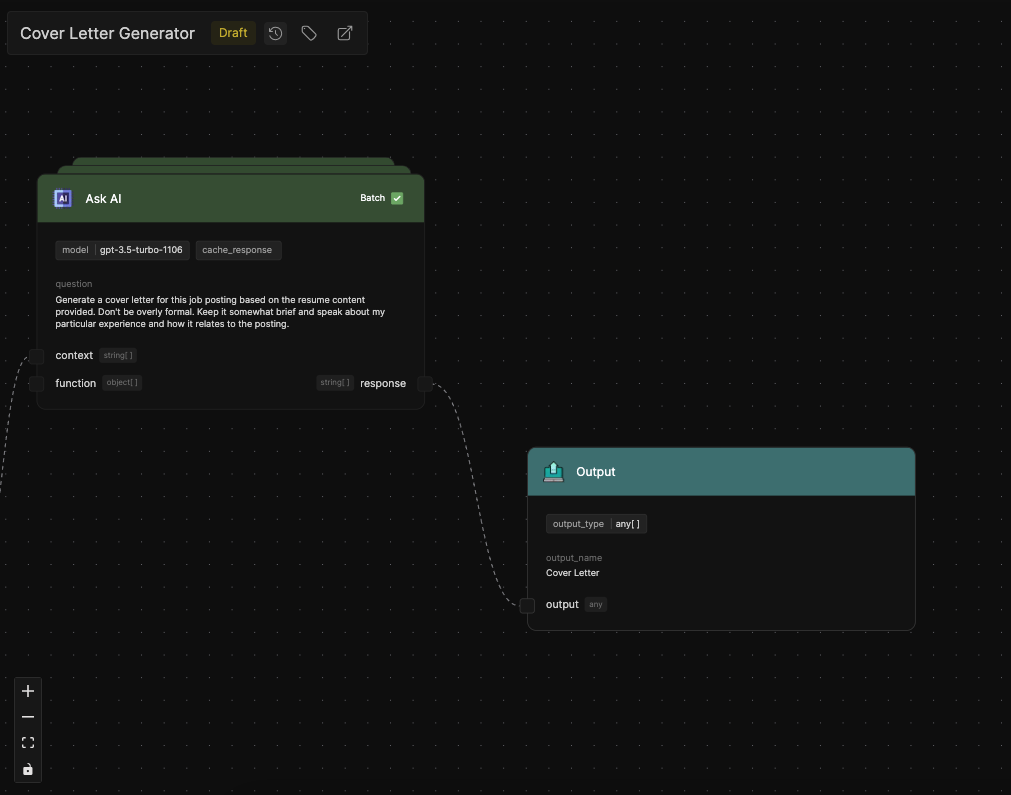 Cover Letter Generator Draft
AI Ask AI Batch
model gpt-3.5-turbo-1106 cache_response
question
Generate a cover letter for this job posting based on the resume content
provided. Don't be overly formal. Keep it somewhat brief and speak about my
particular experience and how it relates to the posting.
context string[ ]
function object[ ] string[ ] response
Output
output_type any[ ]
output_name
Cover Letter
output any